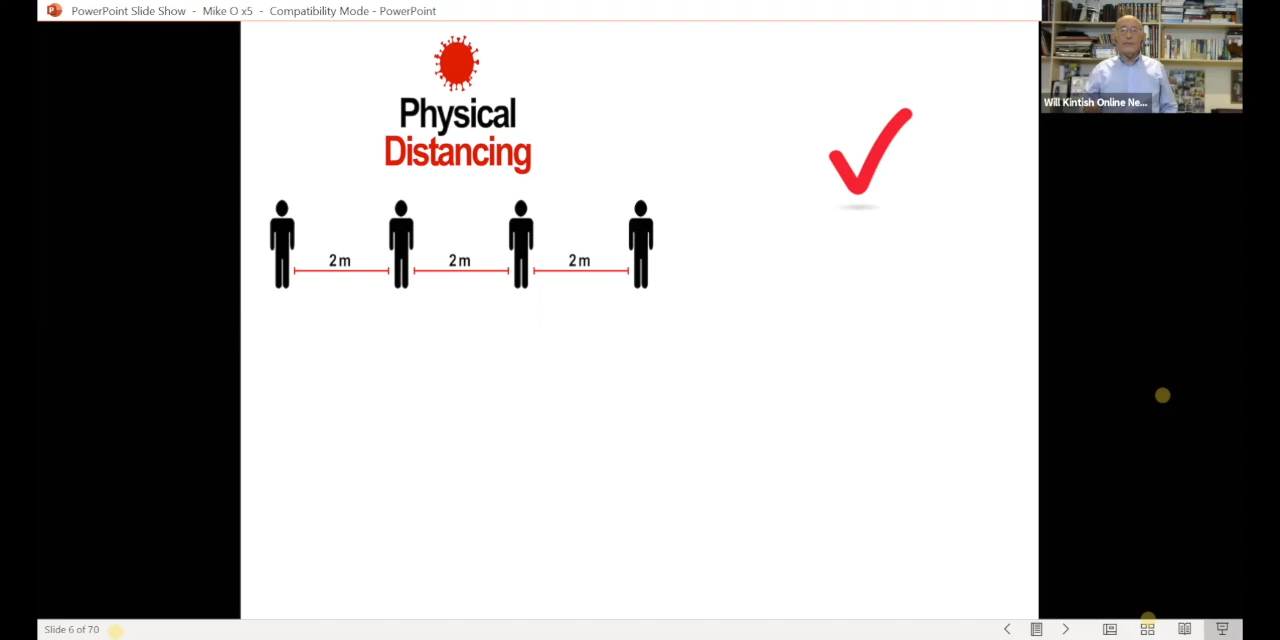 PowerPoint Slide Show - Mike O x5 - Compatibility Mode - PowerPoint
Will Kintish Online Ne...
Physical
Distancing
2m 2m 2m
Slide 6 of 70